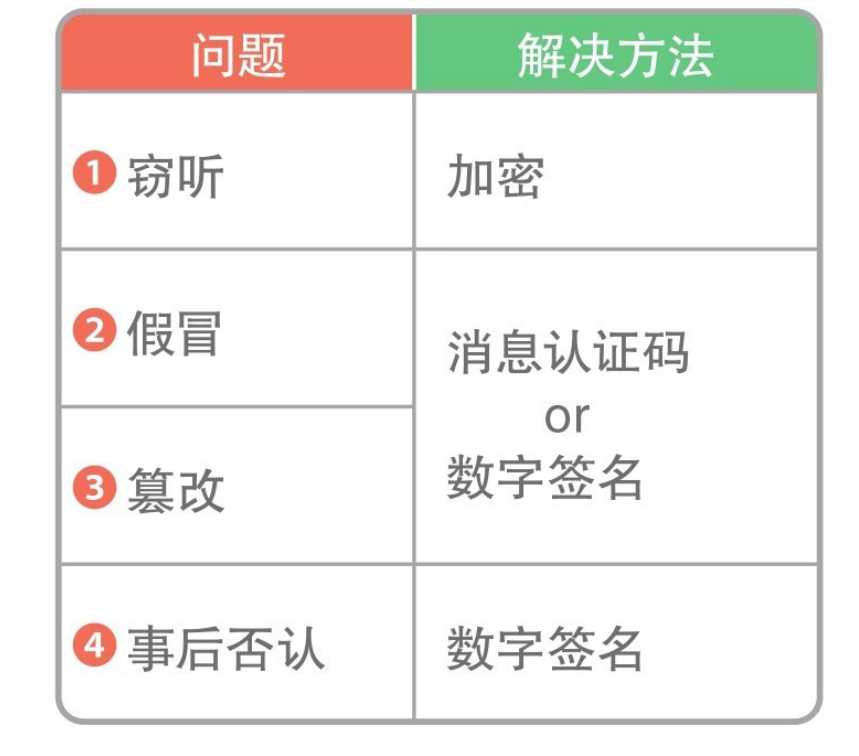 问题 解决方法
1 窃听 加密
2 假冒
消息认证码
or
3 篡改
数字签名
4 事后否认 数字签名